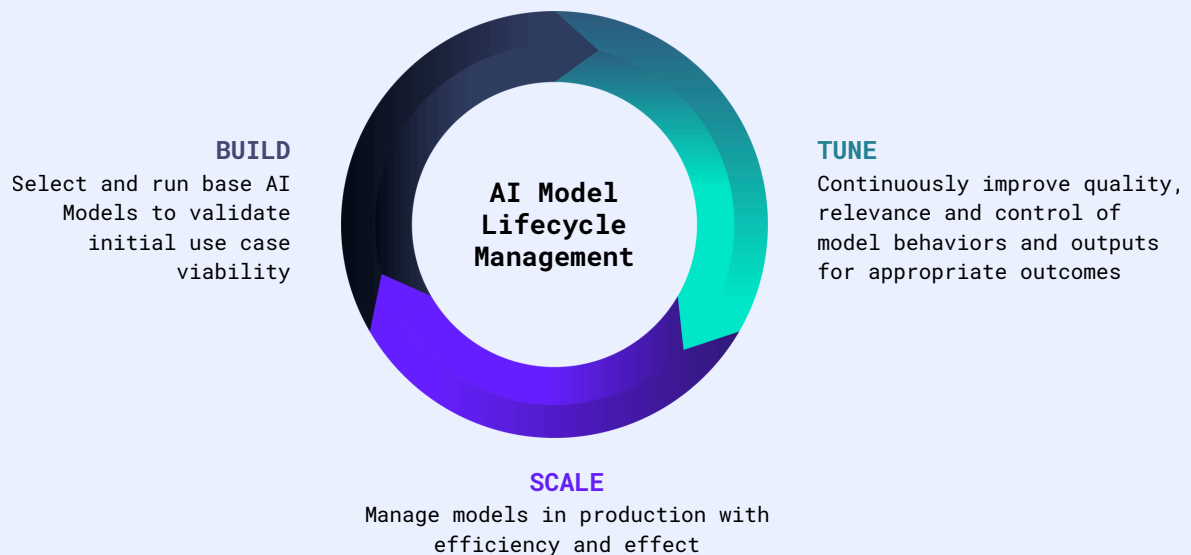 BUILD
Select and run base AI
Models to validate
initial use case
viability
AI Model
Lifecycle
Management
TUNE
Continuously improve quality,
relevance and control of
model behaviors and outputs
for appropriate outcomes
SCALE
Manage models in production with
efficiency and effect